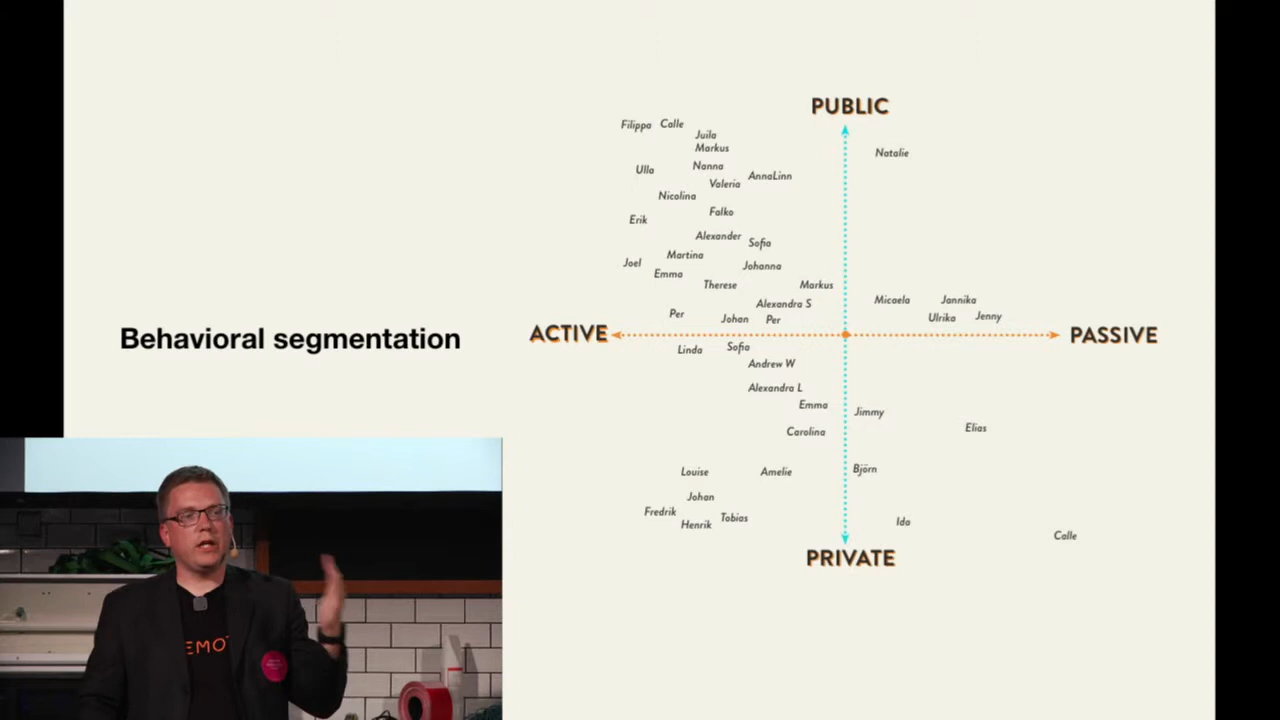 PUBLIC
Filippa Calle
Juila
Markus
Natalie
Nanna
Ulla
AnnaLinn
Valeria
Nicolina
Falko
Erik
Alexander
Sofia
Martina
Joel
Johanna
Emma
Therese
Markus
Alexandra S
Micaela
Jannika
Per
Johan
Per
Ulrika
Jenny
Behavioral segmentation
ACTIVE
PASSIVE
Linda
Sofia
Andrew W
Alexandra L
Emma
Jimmy
Carolina
Elias
Louise
Amelie
Björn
Johan
Fredrik
Henrik
Tobias
Ida
Calle
PRIVATE
EMO